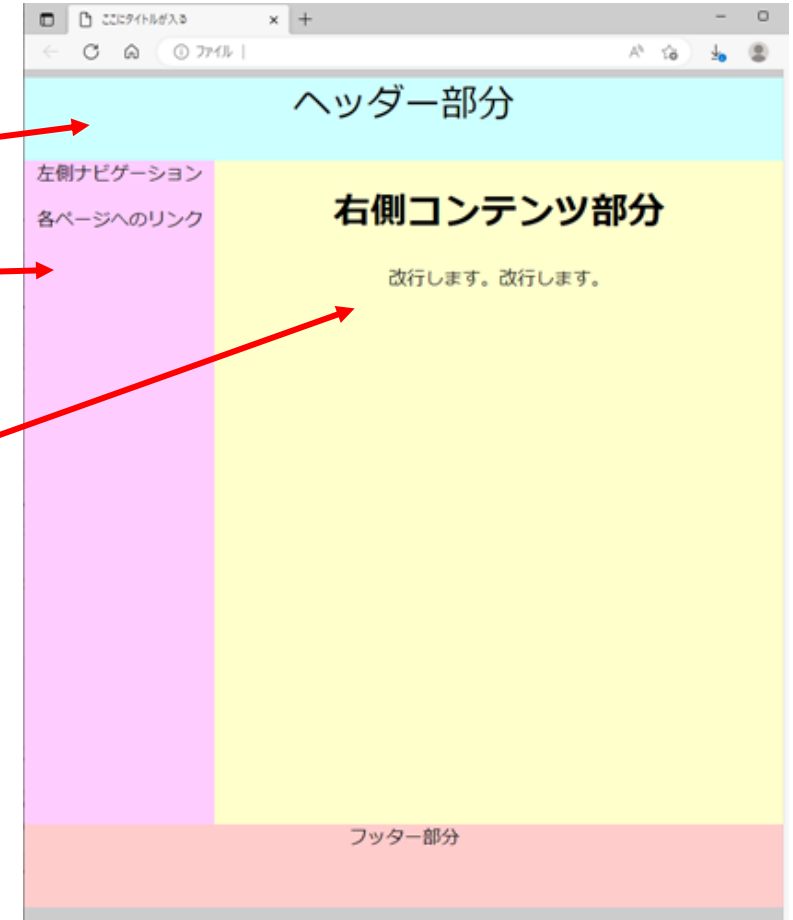 ここにタイトルが入る
ファイル
ヘッダー部分
左側ナビゲーション
各ページへのリンク
右側コンテンツ部分
改行します。改行します。
フッター部分